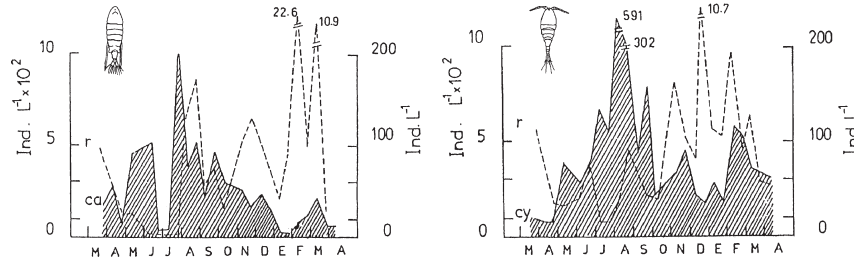 22.6
10.9
10
5
0
Ind. L⁻¹ x 10²
r
ca
200
100
0
Ind. L⁻¹
M A M J J A S O N D E F M A
591
302
10.7
10
5
0
Ind. L⁻¹ x 10²
r
cy
200
100
0
Ind. L⁻¹
M A M J J A S O N D E F M A